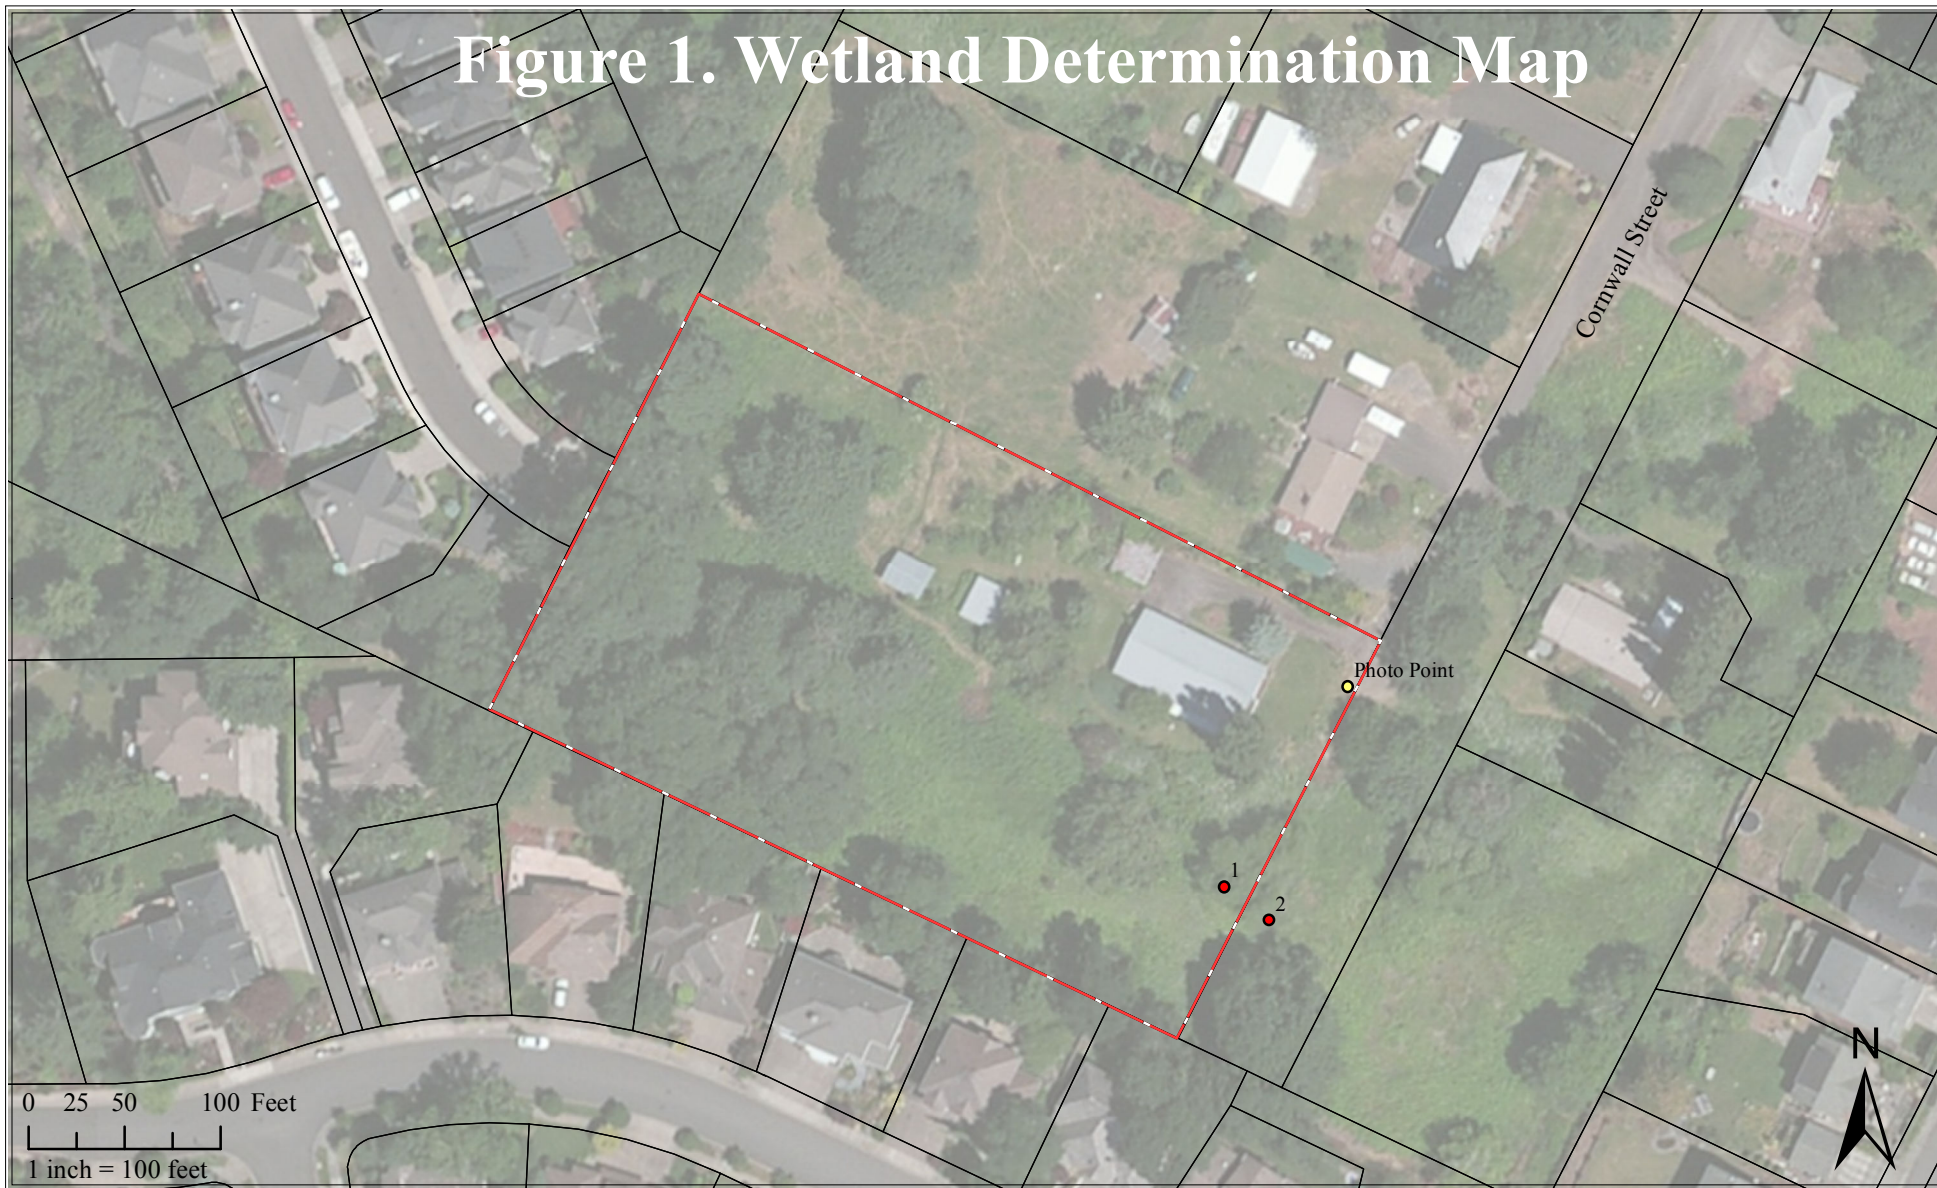 Figure 1. Wetland Determination Map
Cornwall Street
Photo Point
1
2
N
0 25 50 100 Feet
1 inch = 100 feet